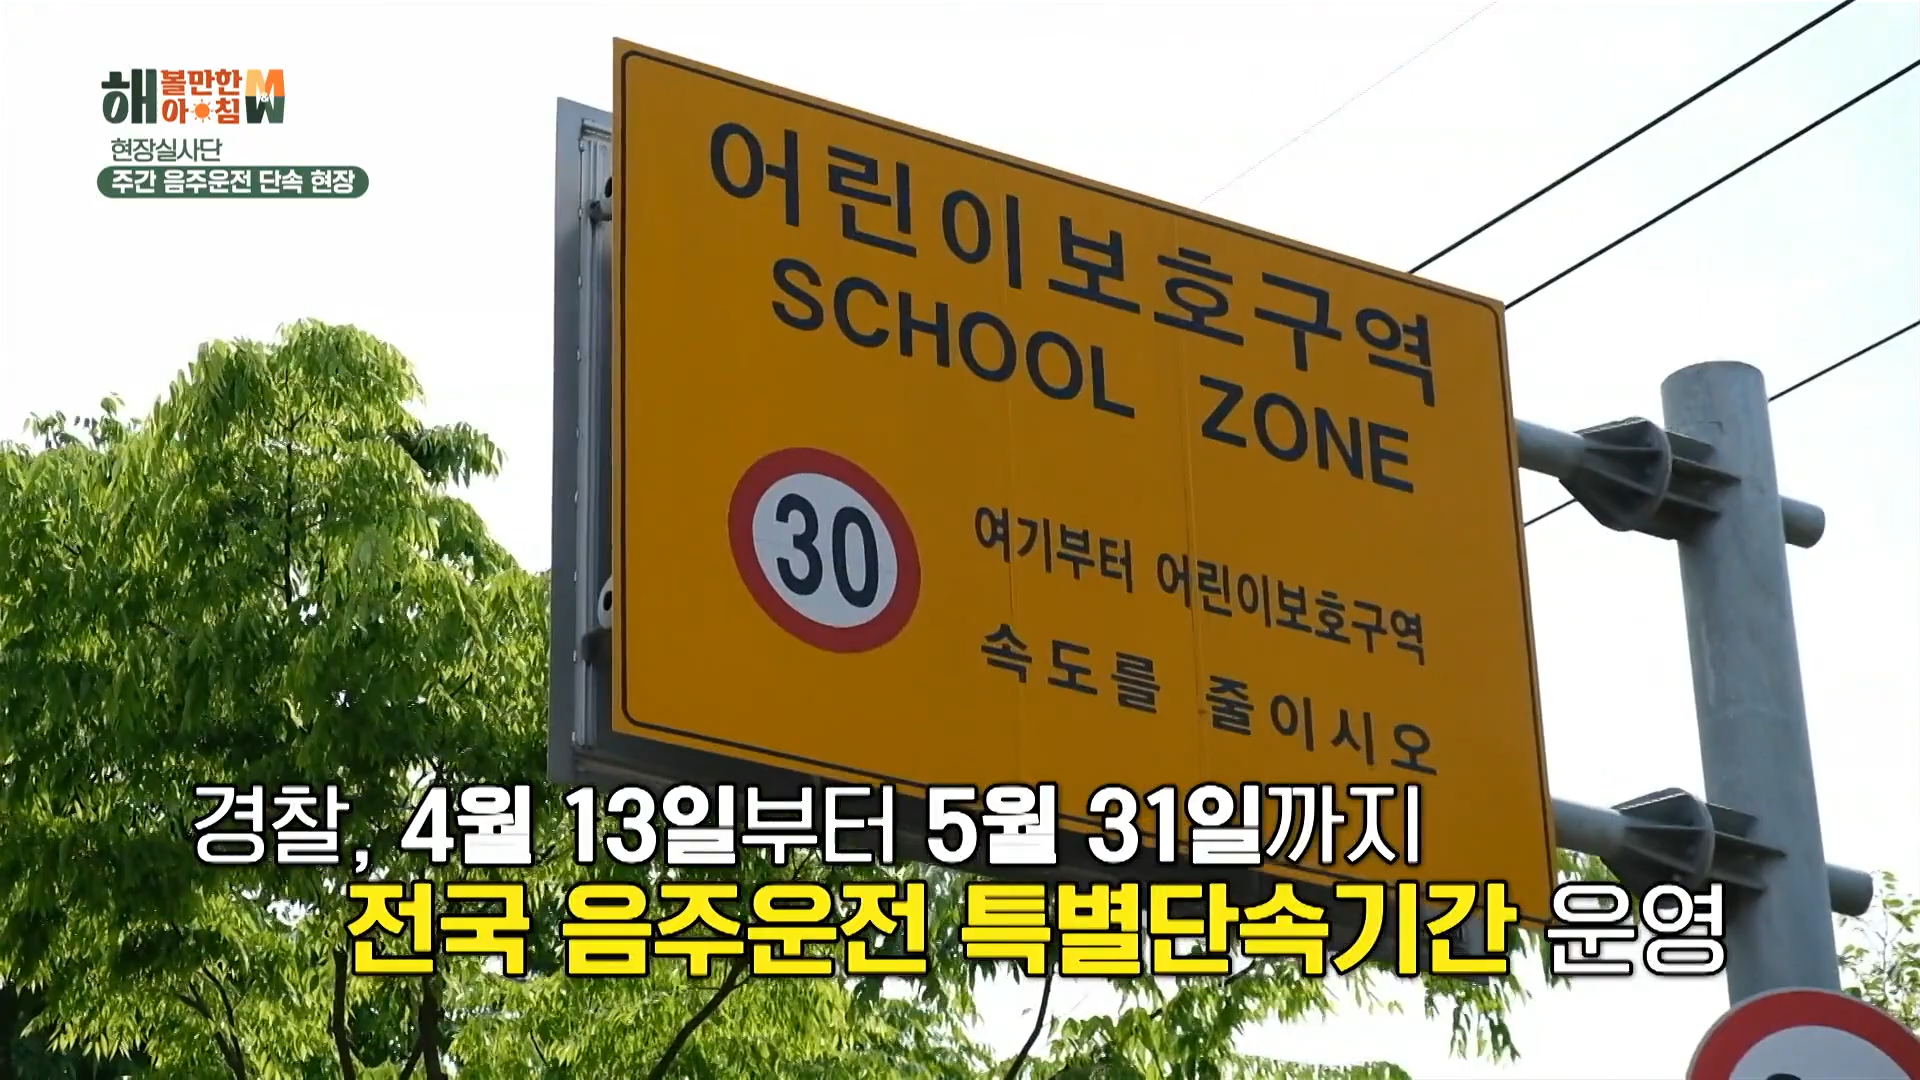 해 볼만한 아침 M&W
현장실사단
주간 음주운전 단속 현장
어린이보호구역
SCHOOL ZONE
30
여기부터 어린이보호구역
속도를 줄이시오
경찰, 4월 13일부터 5월 31일까지
전국 음주운전 특별단속기간 운영